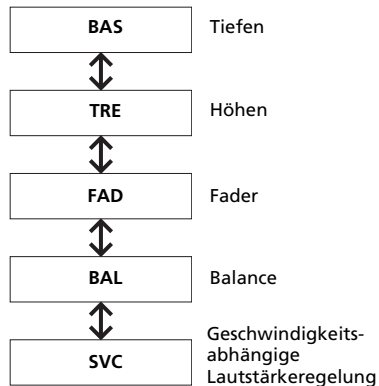 BAS Tiefen
TRE Höhen
FAD Fader
BAL Balance
SVC Geschwindigkeits-
abhängige
Lautstärkeregelung